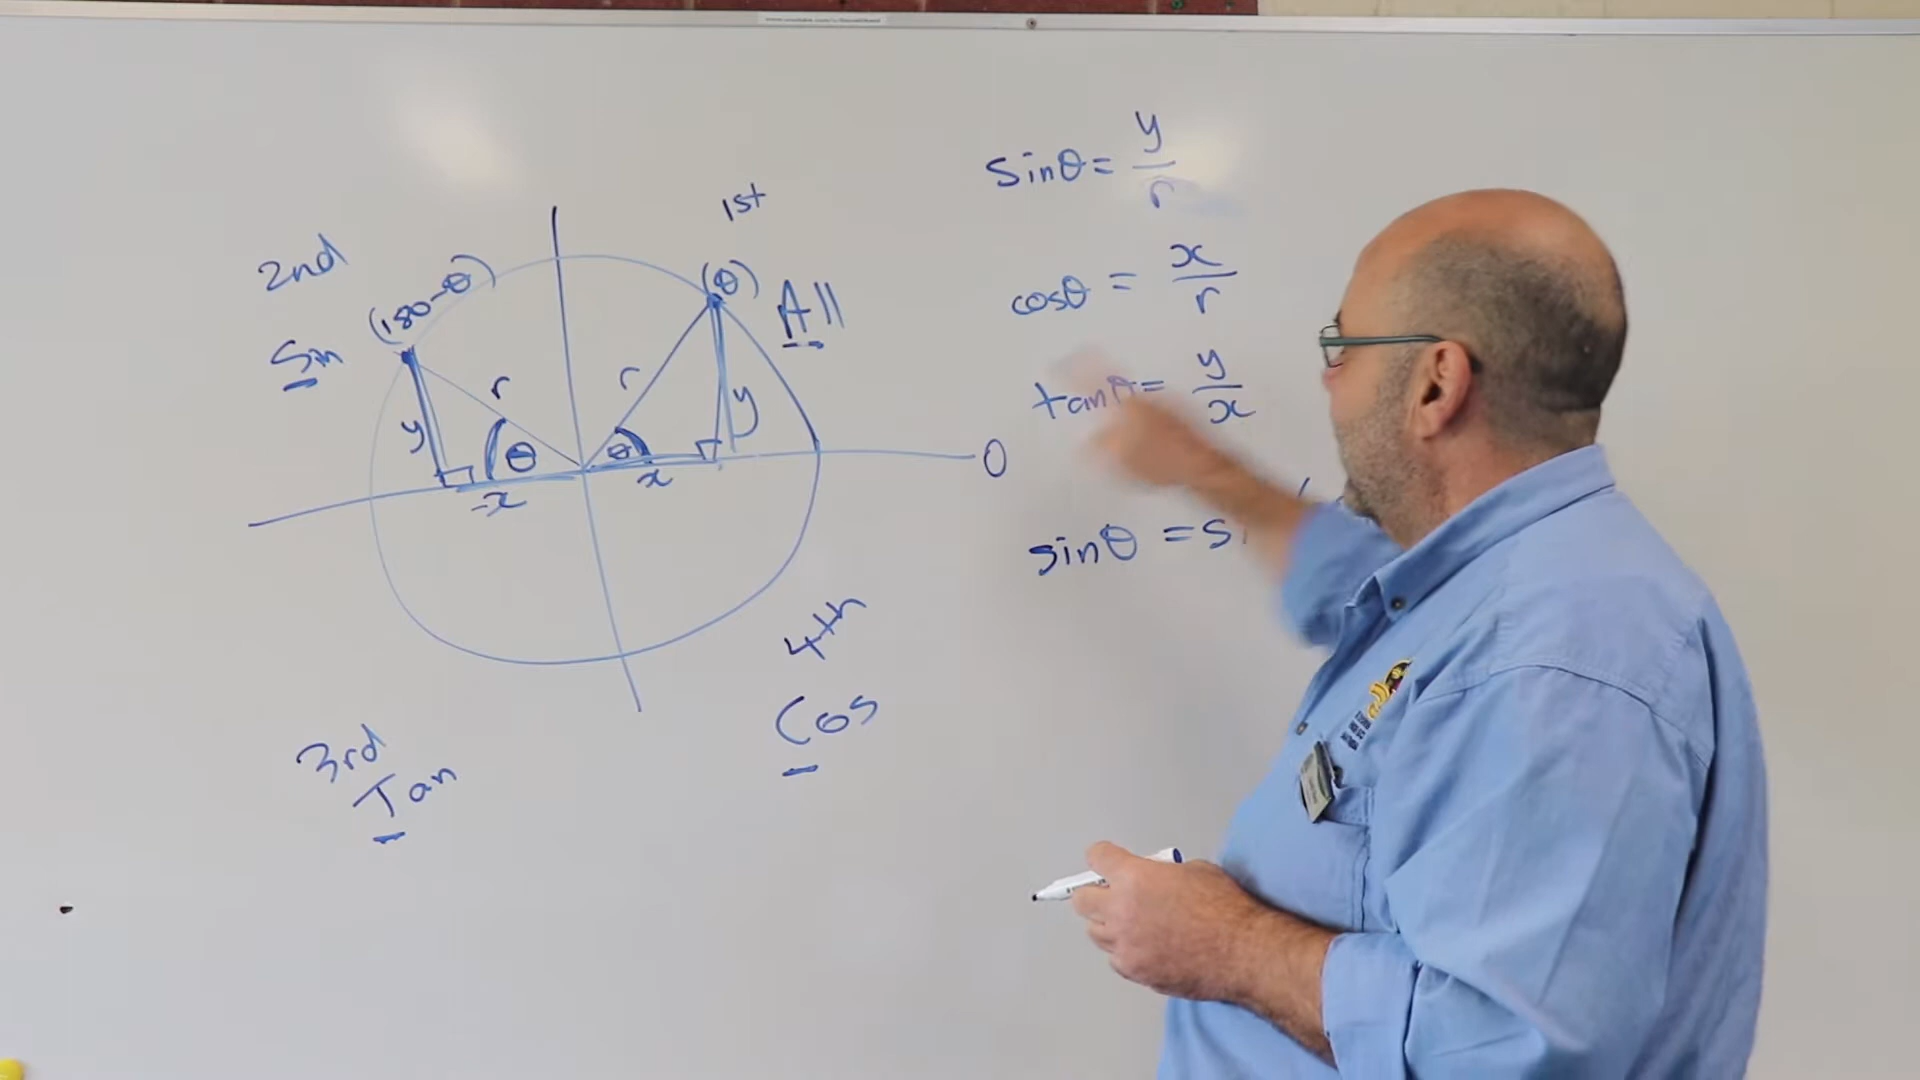 1st
(θ)
All
2nd
(180-θ)
Sin
r
y
θ
-x
r
y
θ
x
0
3rd
Tan
4th
Cos
sinθ = y/r
cosθ = x/r
tanθ = y/x
sinθ = s